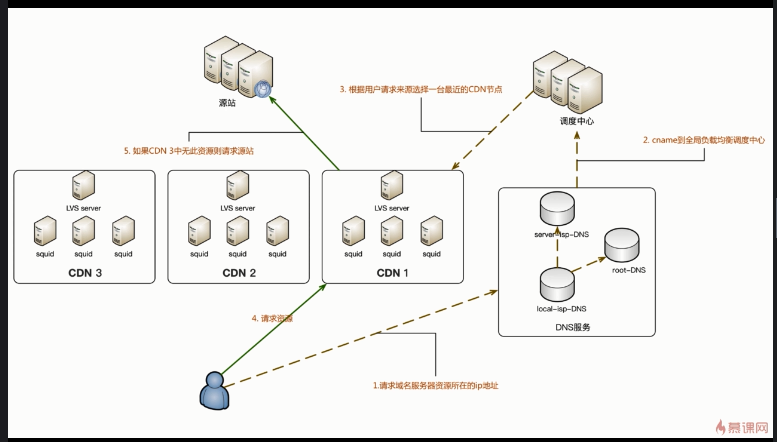 源站
3. 根据用户请求来源选择一台最近的CDN节点
调度中心
2. cname到全局负载均衡调度中心
5. 如果CDN 3中无此资源则请求源站
LVS server
squid
squid
squid
CDN 3
LVS server
squid
squid
squid
CDN 2
LVS server
squid
squid
squid
CDN 1
server-isp-DNS
root-DNS
local-isp-DNS
DNS服务
4. 请求资源
1.请求域名服务器资源所在的ip地址
慕课网